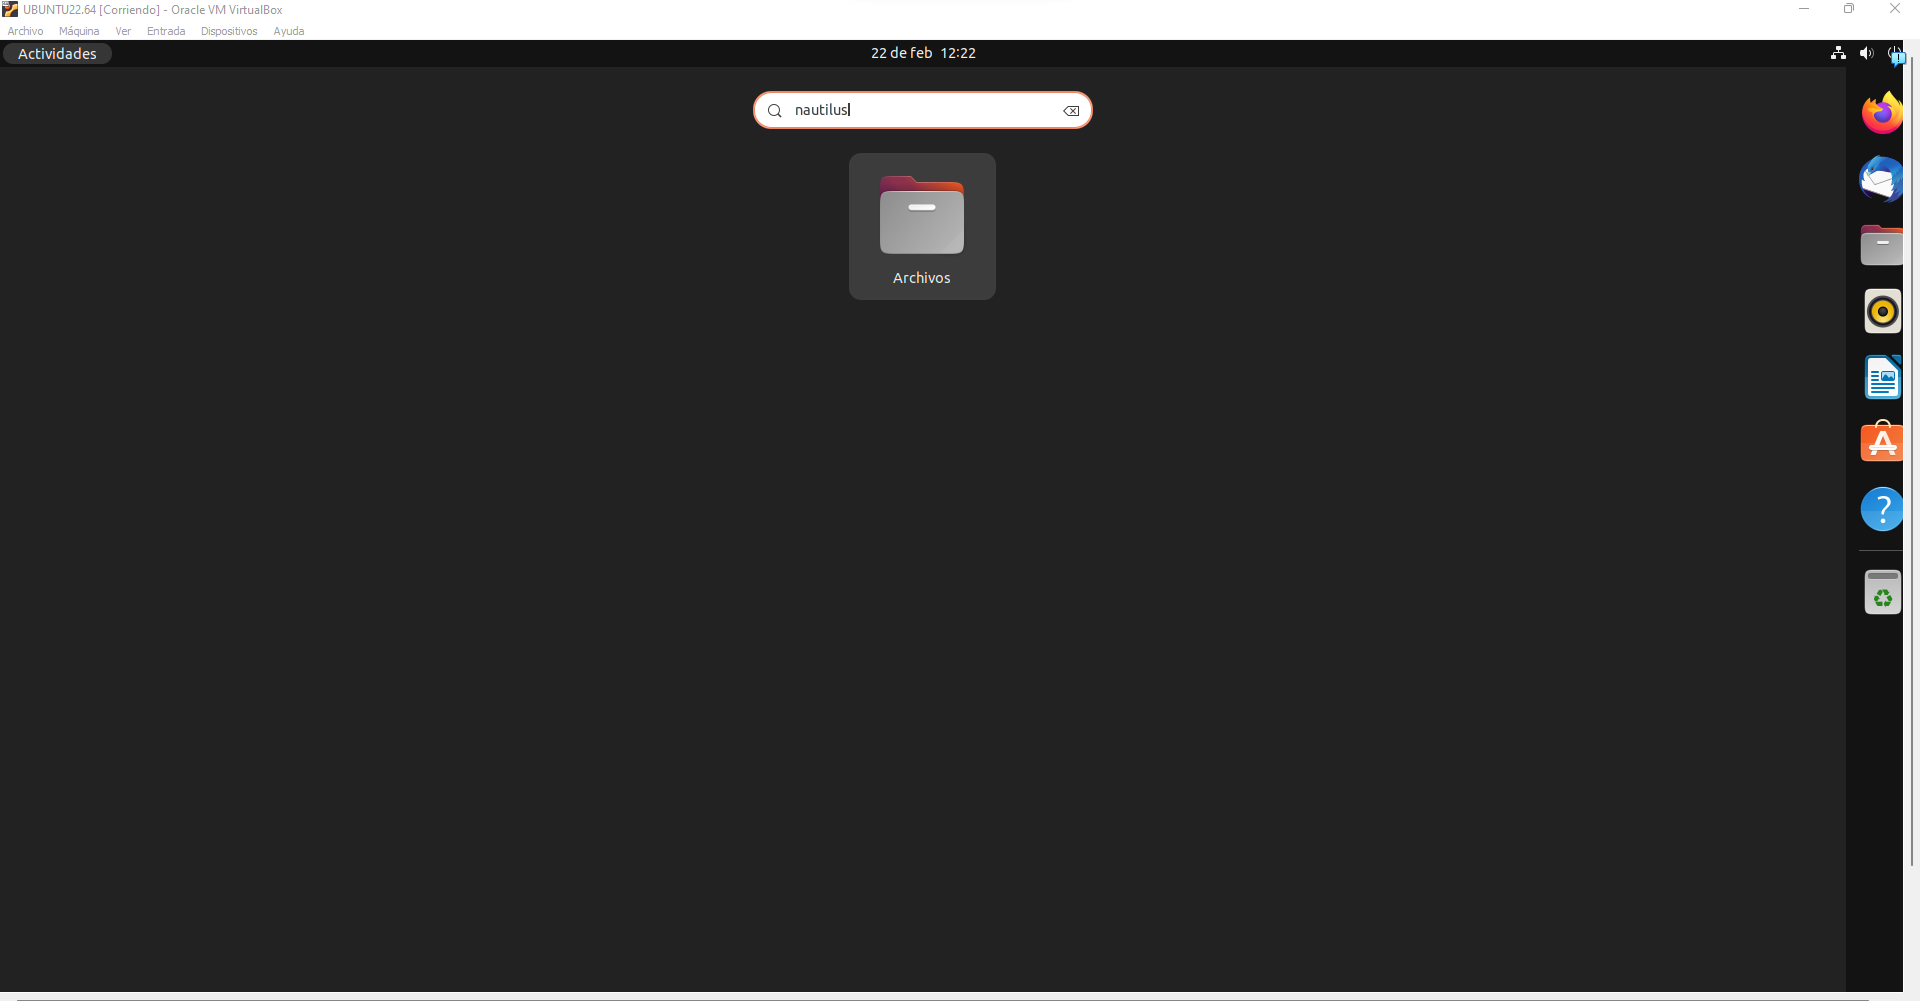 UBUNTU22.64 [Corriendo] - Oracle VM VirtualBox
Archivo Máquina Ver Entrada Dispositivos Ayuda
Actividades 22 de feb 12:22
nautilus
Archivos